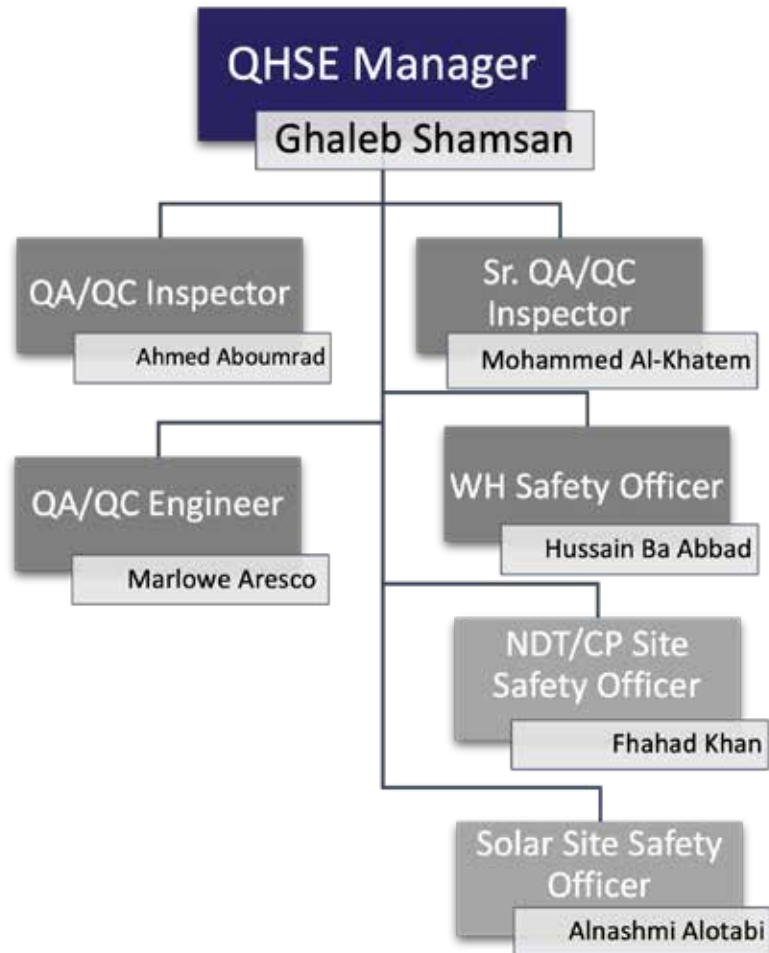 QHSE Manager
Ghaleb Shamsan
QA/QC Inspector
Ahmed Aboumrad
Sr. QA/QC
Inspector
Mohammed Al-Khatem
QA/QC Engineer
Marlowe Aresco
WH Safety Officer
Hussain Ba Abbad
NDT/CP Site
Safety Officer
Fhahad Khan
Solar Site Safety
Officer
Alnashmi Alotabi